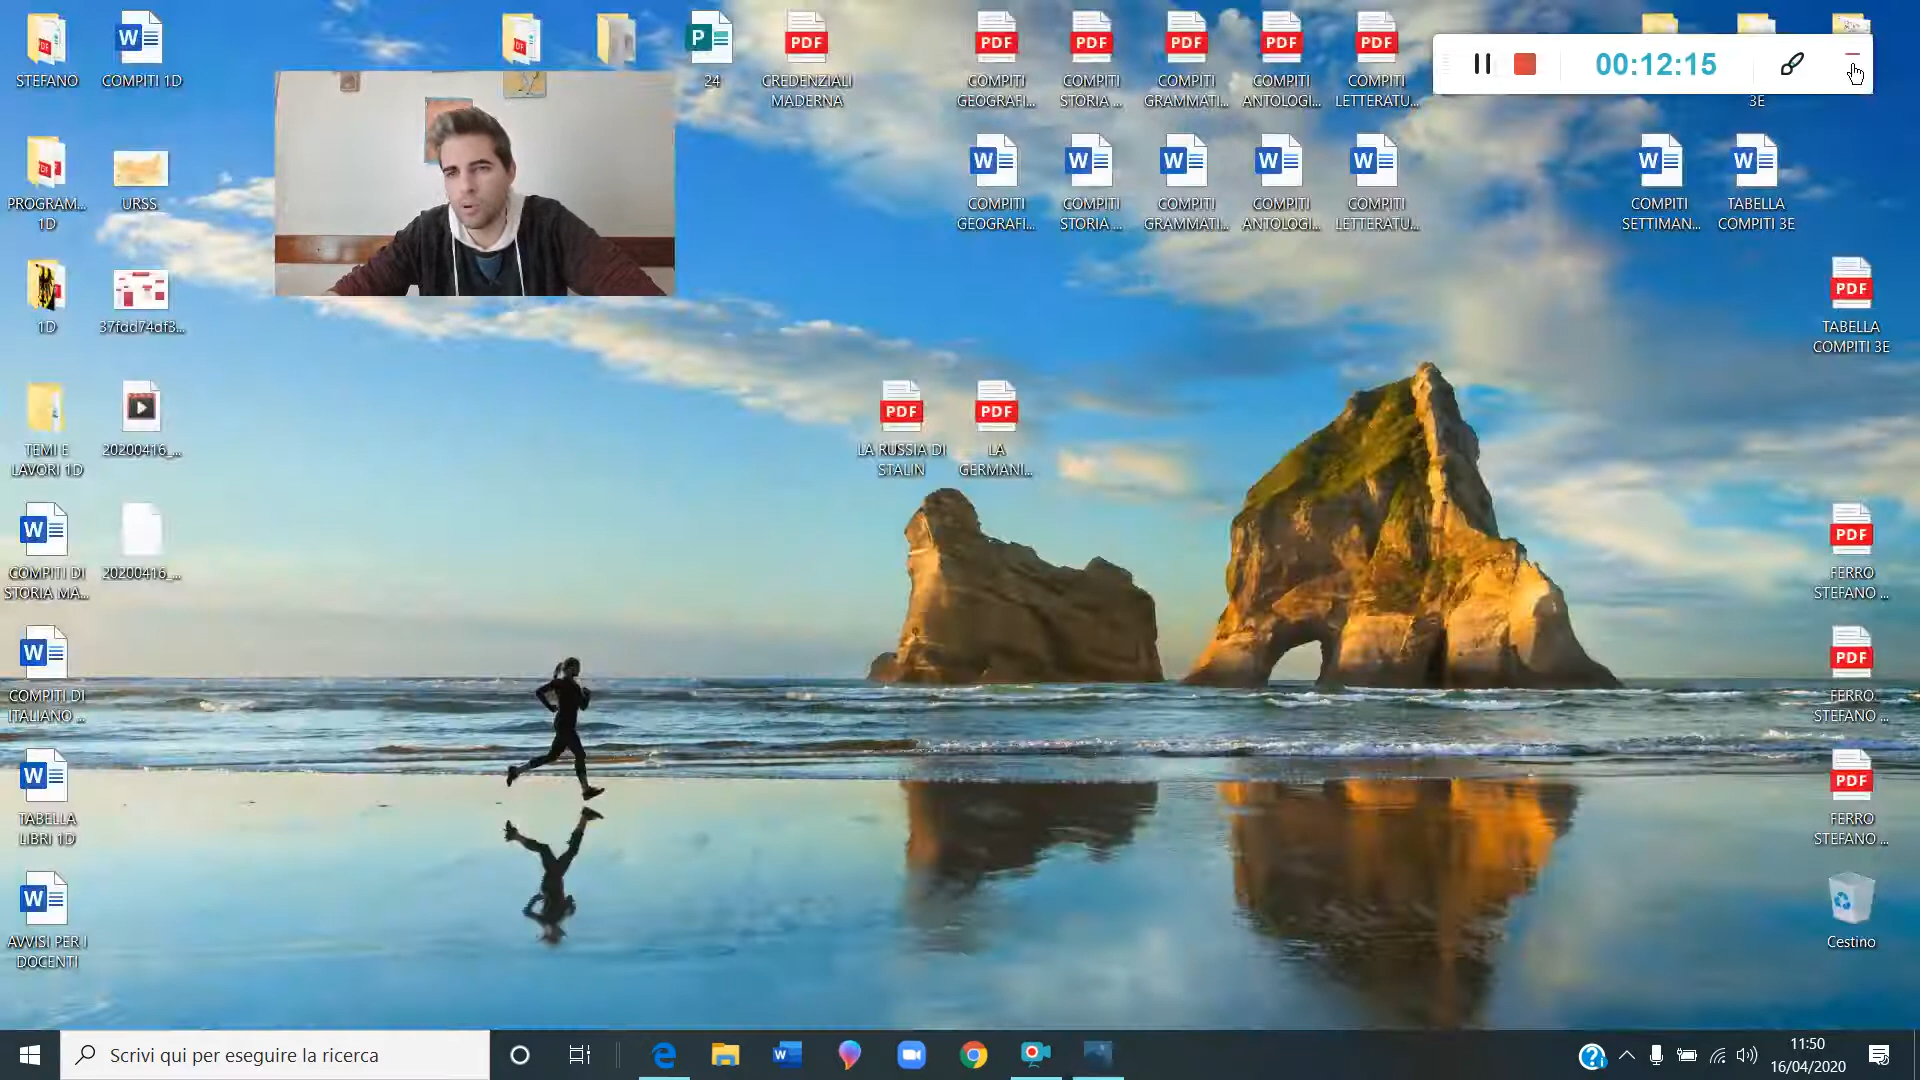 STEFANO
COMPITI 1D
24
CREDENZIALI
MADERNA
COMPITI
GEOGRAFI...
COMPITI
STORIA ...
COMPITI
GRAMMATI...
COMPITI
ANTOLOGI...
COMPITI
LETTERATU...
00:12:15
3E
PROGRAM...
1D
URSS
COMPITI
GEOGRAFI...
COMPITI
STORIA ...
COMPITI
GRAMMATI...
COMPITI
ANTOLOGI...
COMPITI
LETTERATU...
COMPITI
SETTIMAN...
TABELLA
COMPITI 3E
1D
37fdd74df3...
TABELLA
COMPITI 3E
TEMI E
LAVORI 1D
20200416_...
LA RUSSIA DI
STALIN
LA
GERMANI...
COMPITI DI
STORIA MA...
20200416_...
FERRO
STEFANO ...
COMPITI DI
ITALIANO ...
FERRO
STEFANO ...
TABELLA
LIBRI 1D
FERRO
STEFANO ...
AVVISI PER I
DOCENTI
Cestino
Scrivi qui per eseguire la ricerca
11:50
16/04/2020